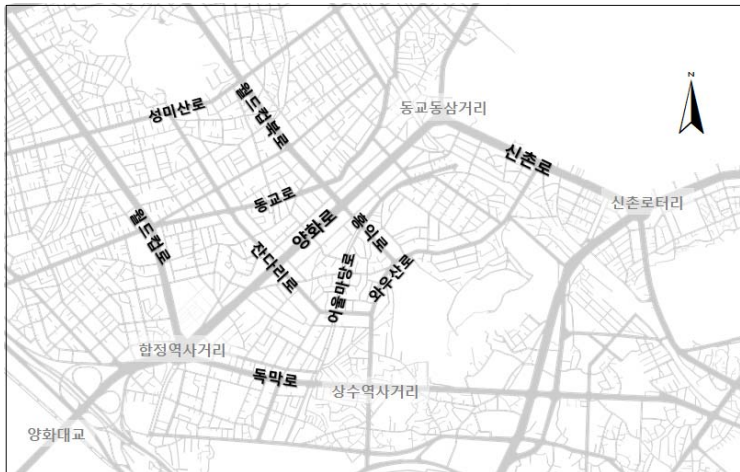 N
성미산로
월드컵북로
동교동삼거리
신촌로
동교로
신촌로터리
월드컵로
양화로
홍익로
잔다리로
어울마당로
와우산로
합정역사거리
독막로
상수역사거리
양화대교